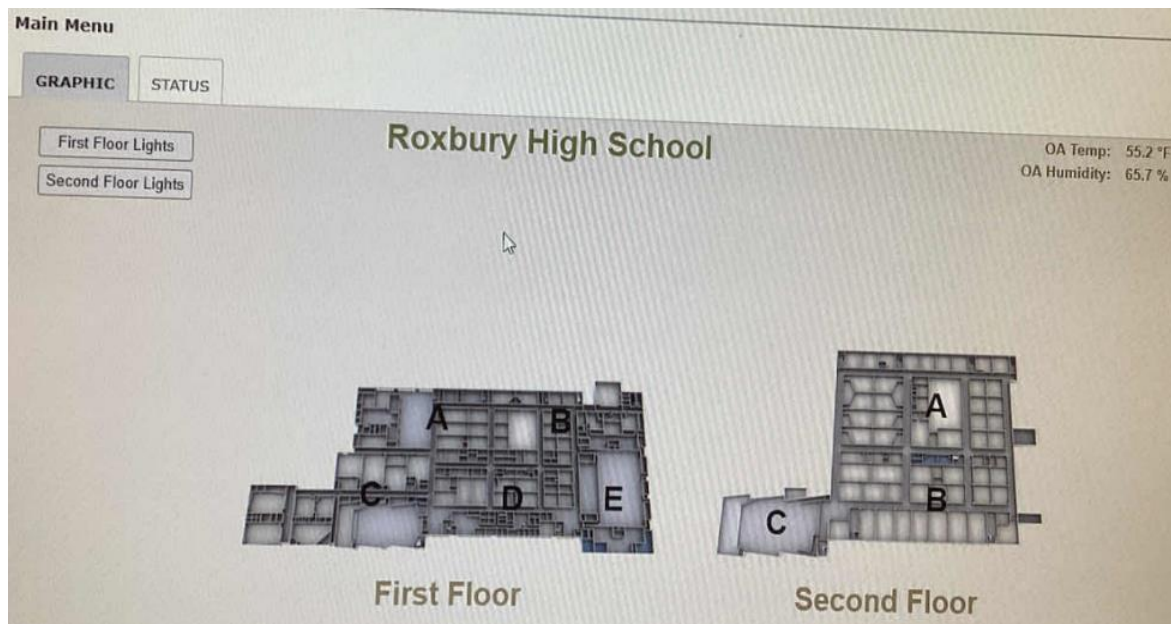 Main Menu
GRAPHIC STATUS
First Floor Lights
Second Floor Lights
Roxbury High School
OA Temp: 55.2 °F
OA Humidity: 65.7 %
A B
C D E
A
B
C
First Floor
Second Floor